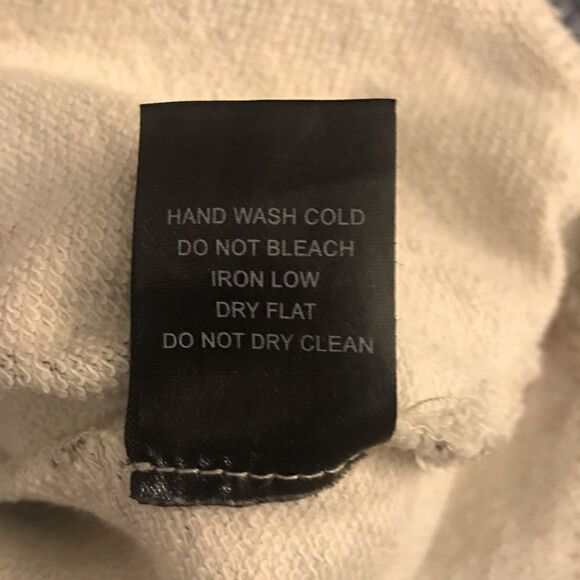 HAND WASH COLD
DO NOT BLEACH
IRON LOW
DRY FLAT
DO NOT DRY CLEAN